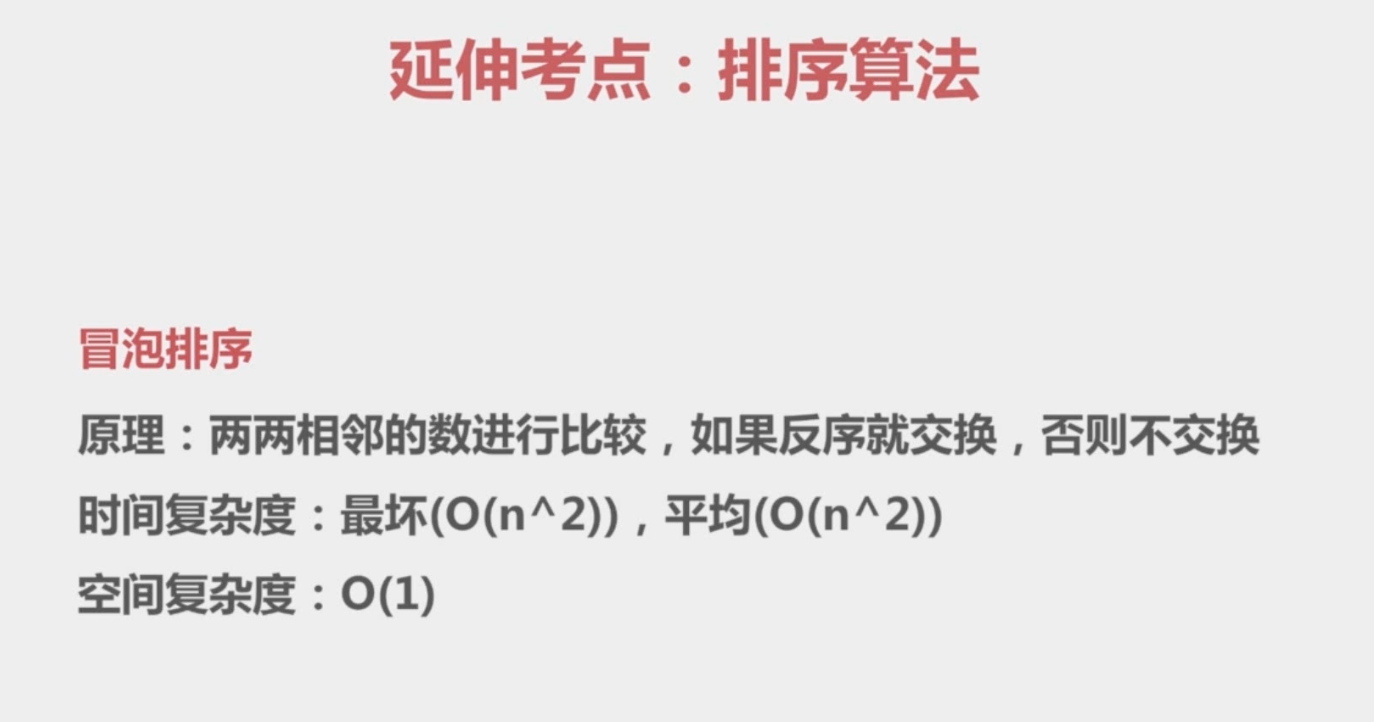 延伸考点：排序算法
冒泡排序
原理：两两相邻的数进行比较，如果反序就交换，否则不交换
时间复杂度：最坏(O(n^2))，平均(O(n^2))
空间复杂度：O(1)